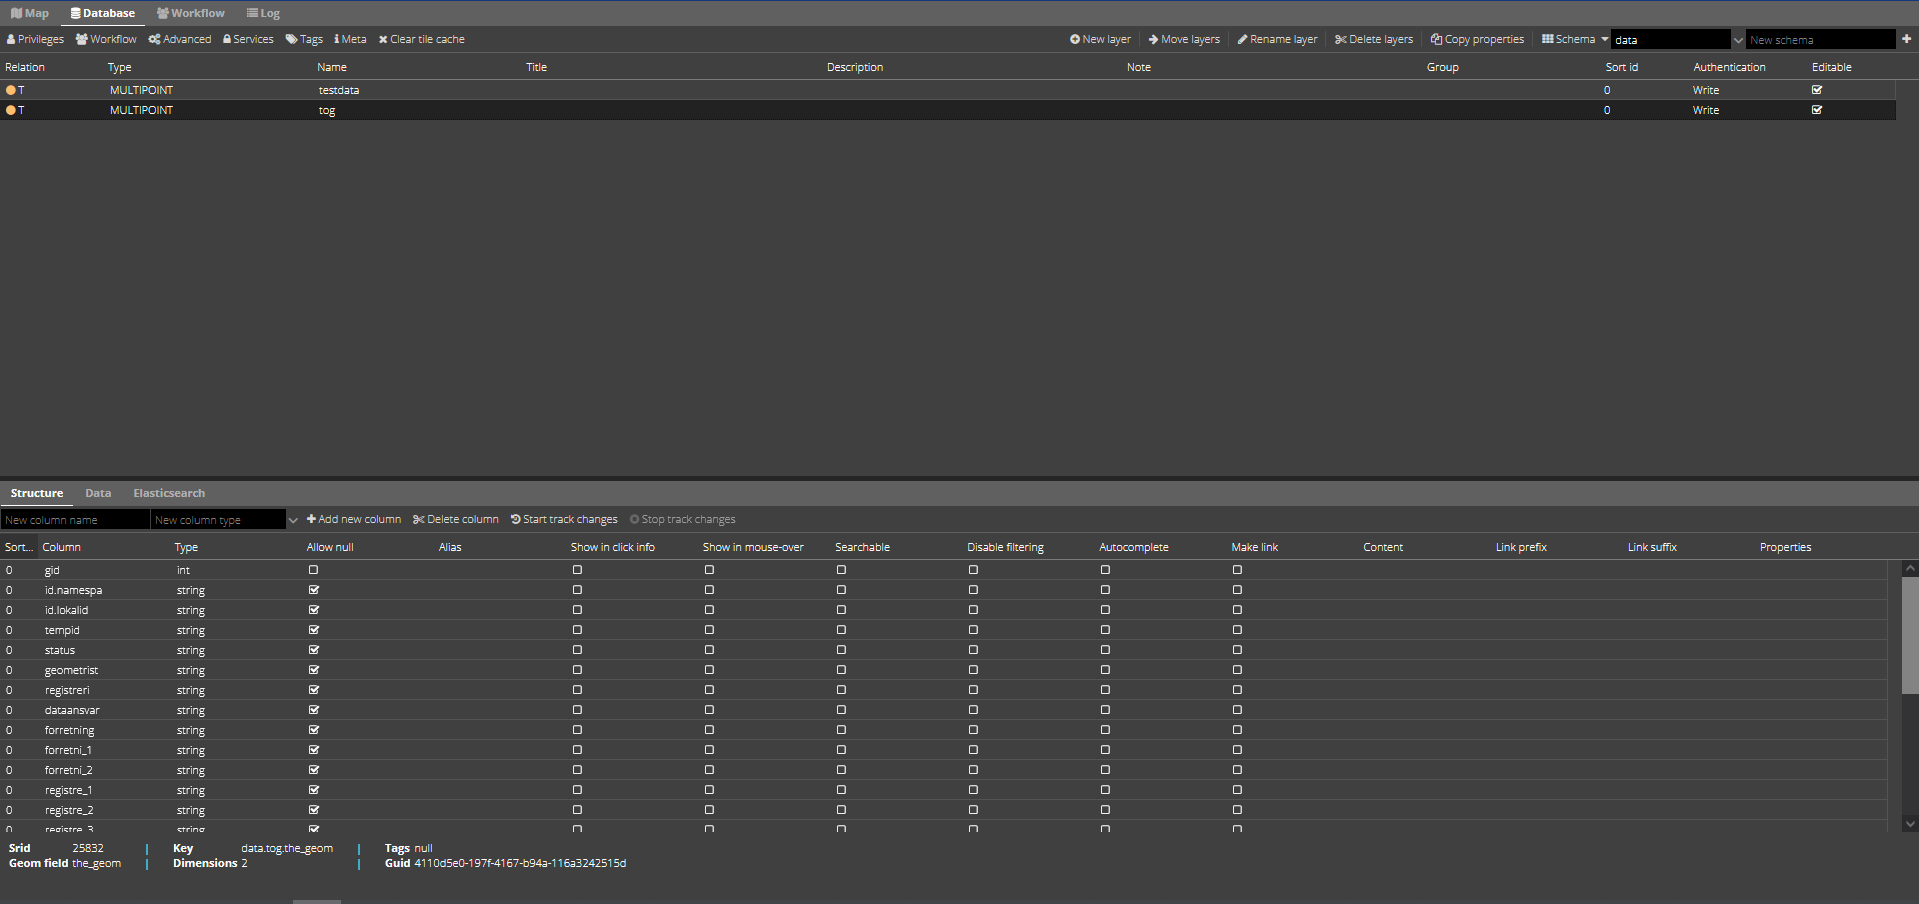 Map Database Workflow Log
Privileges Workflow Advanced Services Tags Meta Clear tile cache New layer Move layers Rename layer Delete layers Copy properties Schema data New schema
Relation Type Name Title Description Note Group Sort id Authentication Editable
T MULTIPOINT testdata 0 Write
T MULTIPOINT tog 0 Write
Structure Data Elasticsearch
New column name New column type Add new column Delete column Start track changes Stop track changes
Sort... Column Type Allow null Alias Show in click info Show in mouse-over Searchable Disable filtering Autocomplete Make link Content Link prefix Link suffix Properties
0 gid int
0 id.namespa string
0 id.lokalid string
0 tempid string
0 status string
0 geometrist string
0 registreri string
0 dataansvar string
0 forretning string
0 forretni_1 string
0 forretni_2 string
0 registre_1 string
0 registre_2 string
0 registre_3 string
Srid 25832 | Key data.tog.the_geom | Tags null
Geom field the_geom | Dimensions 2 | Guid 4110d5e0-197f-4167-b94a-116a3242515d